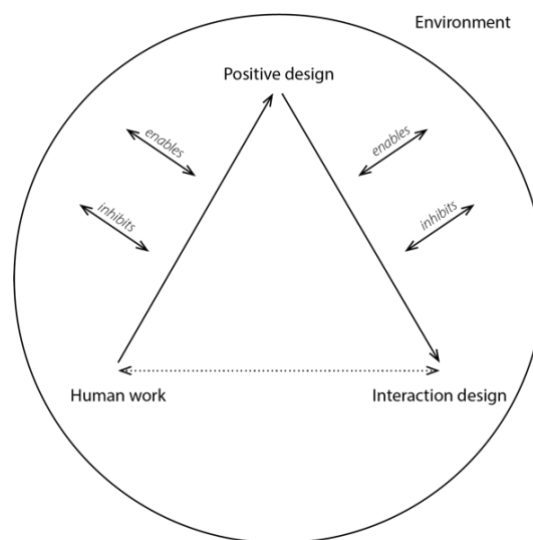 Environment
Positive design
enables
enables
inhibits
inhibits
Human work
Interaction design